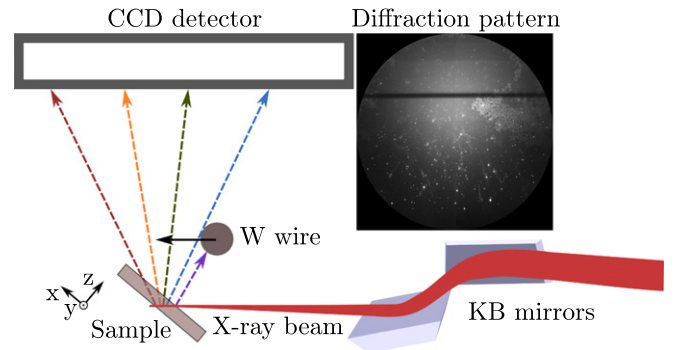 CCD detector
Diffraction pattern
W wire
x
z
y
Sample
X-ray beam
KB mirrors